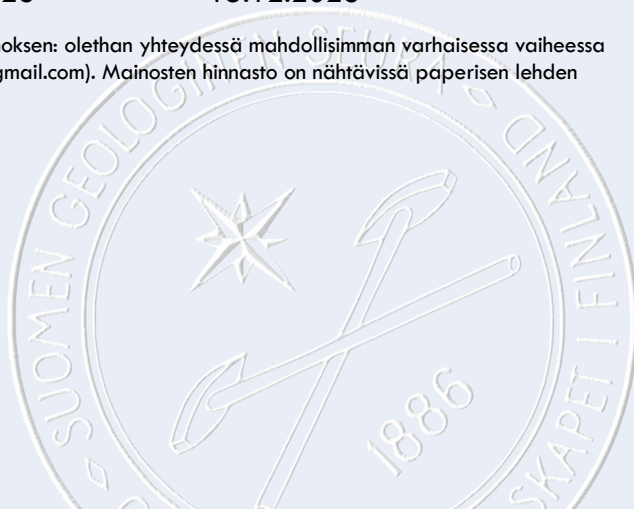 oksen: olethan yhteydessä mahdollisimman varhaisessa vaiheessa
gmail.com). Mainosten hinnasto on nähtävissä paperisen lehden
SUOMEN GEOLOGINEN SEURA
SKAPET I FINLAND
1886